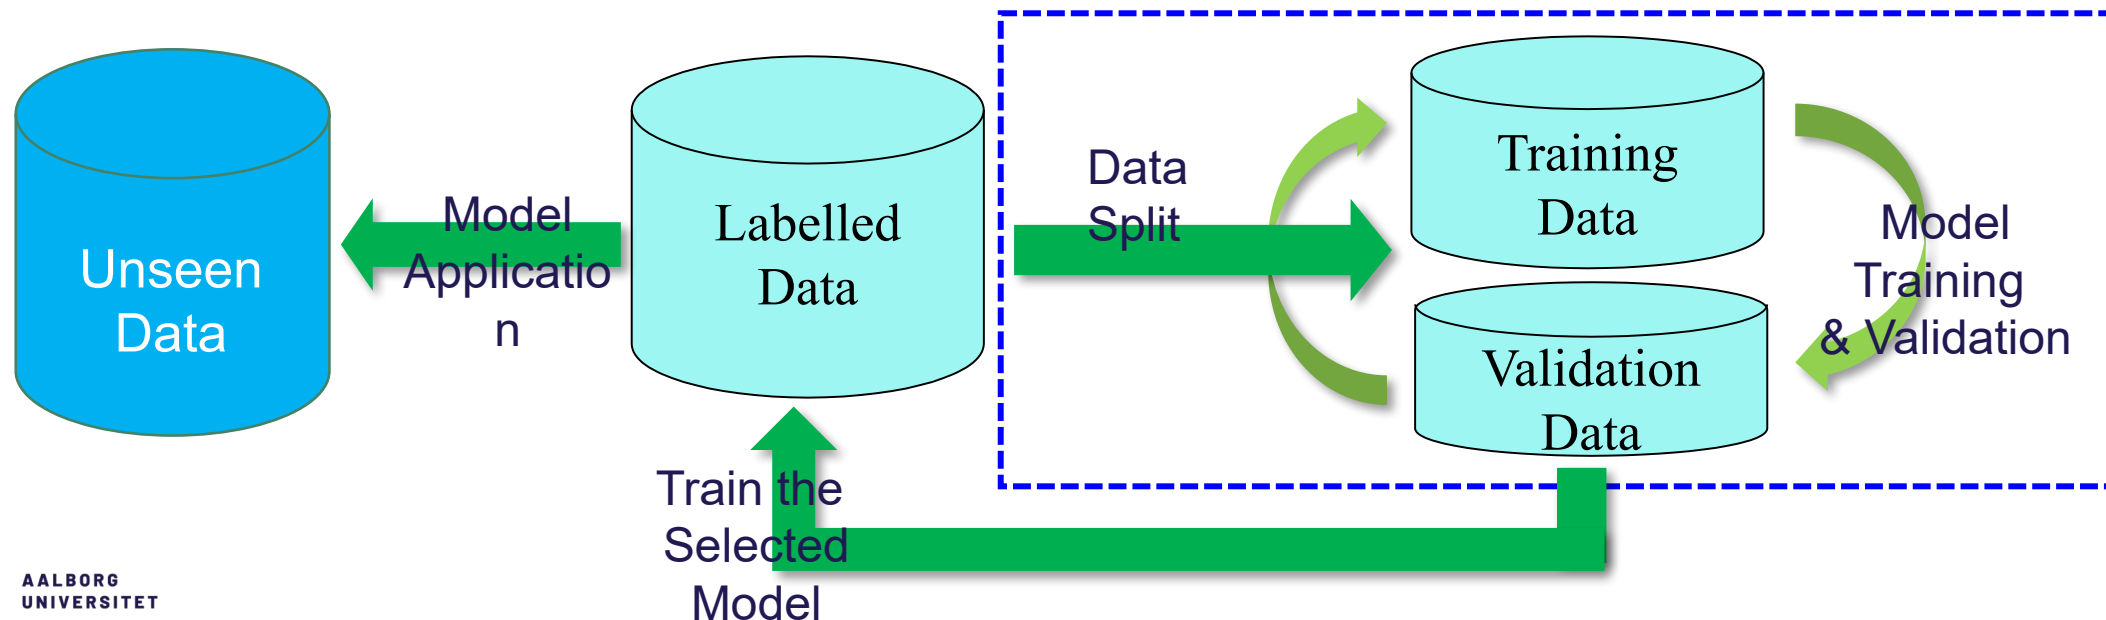 Unseen
Data
Model
Applicatio
n
Labelled
Data
Data
Split
Training
Data
Validation
Data
Model
Training
& Validation
Train the
Selected
Model
AALBORG
UNIVERSITET